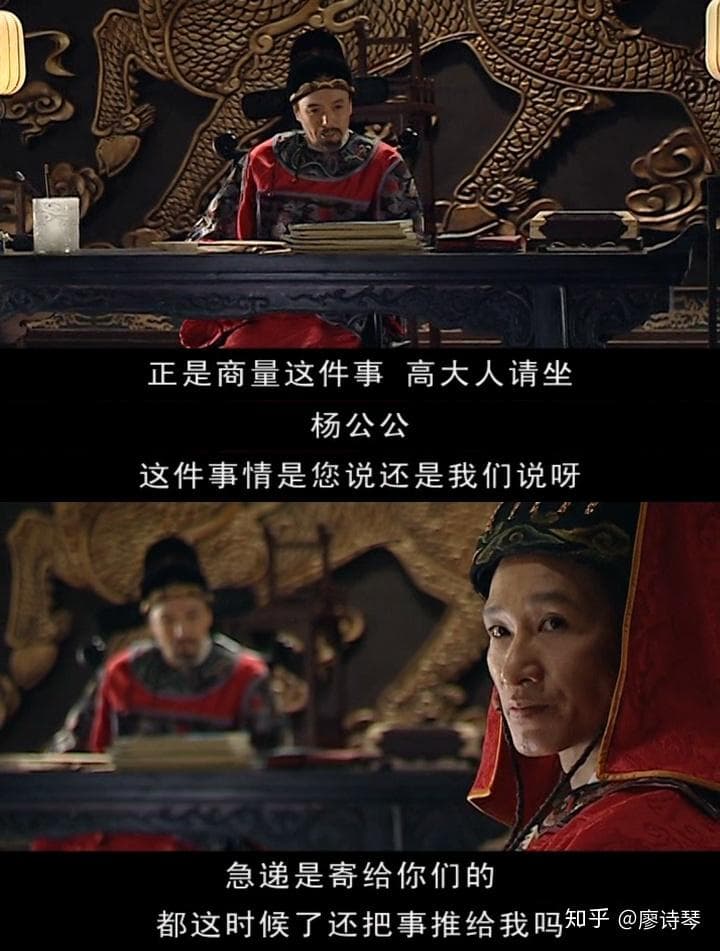 正是商量这件事 高大人请坐
杨公公
这件事情是您说还是我们说呀
急递是寄给你们的
都这时候了还把事推给我吗
知乎 @廖诗琴